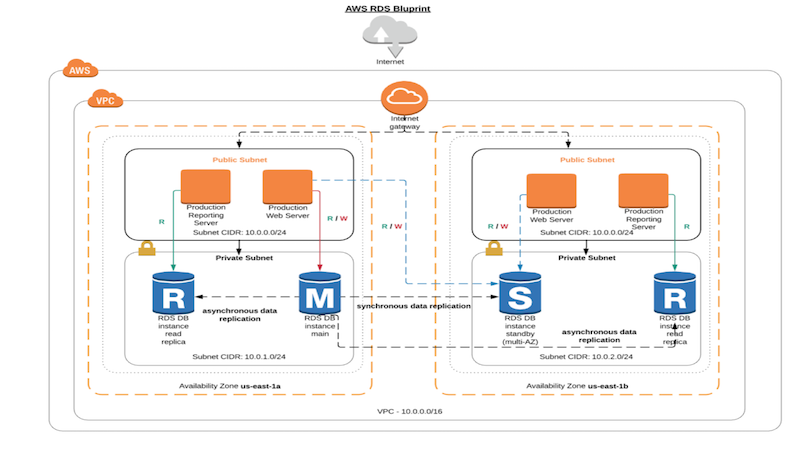 AWS RDS Bluprint
Internet
AWS
VPC
Internet
gateway
Public Subnet
Production
Reporting
Server
Production
Web Server
Subnet CIDR: 10.0.0.0/24
R
R / W
R / W
Private Subnet
R
M
RDS DB
instance
read
replica
asynchronous data
replication
RDS DB
instance
main
Subnet CIDR: 10.0.1.0/24
Availability Zone us-east-1a
synchronous data replication
Public Subnet
Production
Web Server
Production
Reporting
Server
Subnet CIDR: 10.0.0.0/24
R / W
R
Private Subnet
S
R
RDS DB
instance
standby
(multi-AZ)
asynchronous data
replication
RDS DB
instance
read
replica
Subnet CIDR: 10.0.2.0/24
Availability Zone us-east-1b
VPC - 10.0.0.0/16